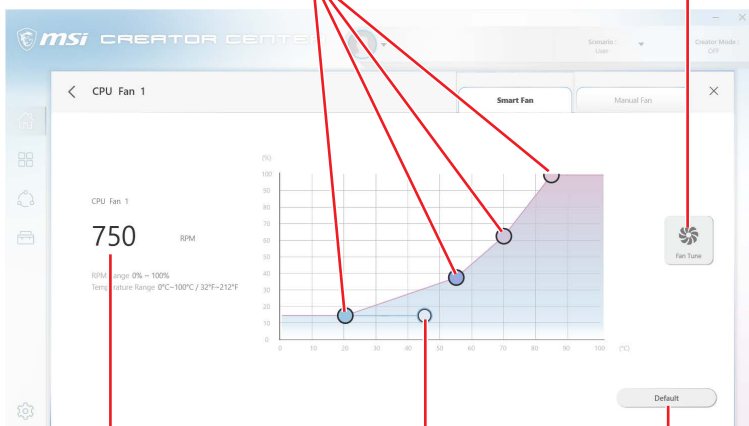 msi CREATOR CENTE
Scenario :
User
Creator Mode :
OFF
CPU Fan 1
Smart Fan
Manual Fan
(%)
100
90
80
70
60
50
40
30
20
10
0
0 10 20 30 40 50 60 70 80 90 100 (°C)
CPU Fan 1
750 RPM
RPM Range 0% ~ 100%
Temperature Range 0°C~100°C / 32°F~212°F
Fan Tune
Default